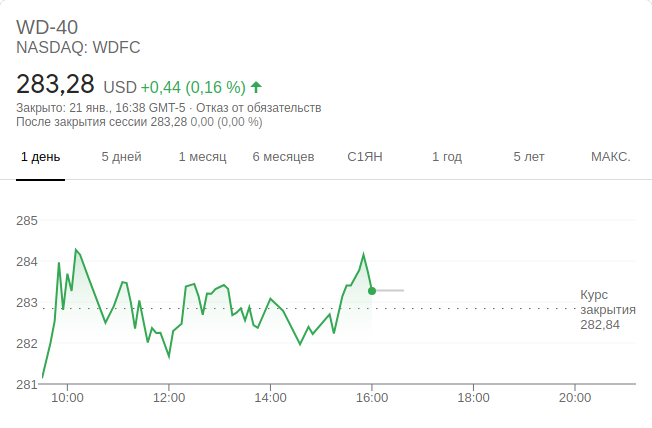 WD-40
NASDAQ: WDFC
283,28 USD +0,44 (0,16 %)
Закрыто: 21 янв., 16:38 GMT-5 · Отказ от обязательств
После закрытия сессии 283,28 0,00 (0,00 %)
1 день 5 дней 1 месяц 6 месяцев С1ЯН 1 год 5 лет МАКС.
285
284
283
282
281
Курс
закрытия
282,84
10:00 12:00 14:00 16:00 18:00 20:00